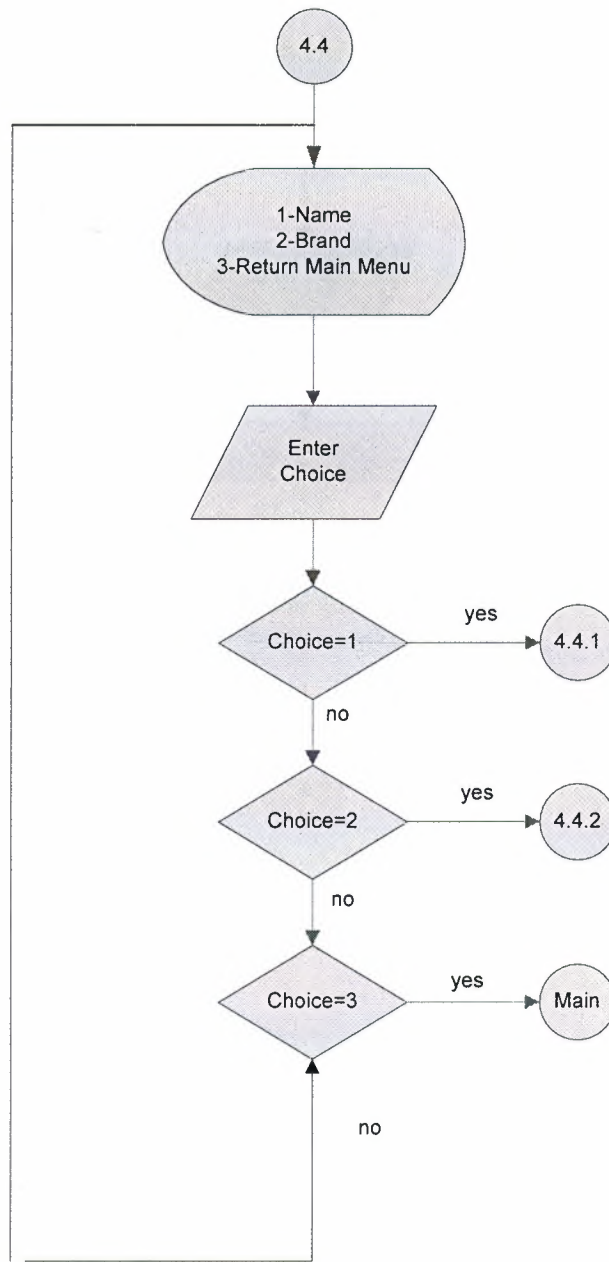 4.4
1-Name
2-Brand
3-Return Main Menu
Enter
Choice
Choice=1
yes
4.4.1
no
Choice=2
yes
4.4.2
no
Choice=3
yes
Main
no